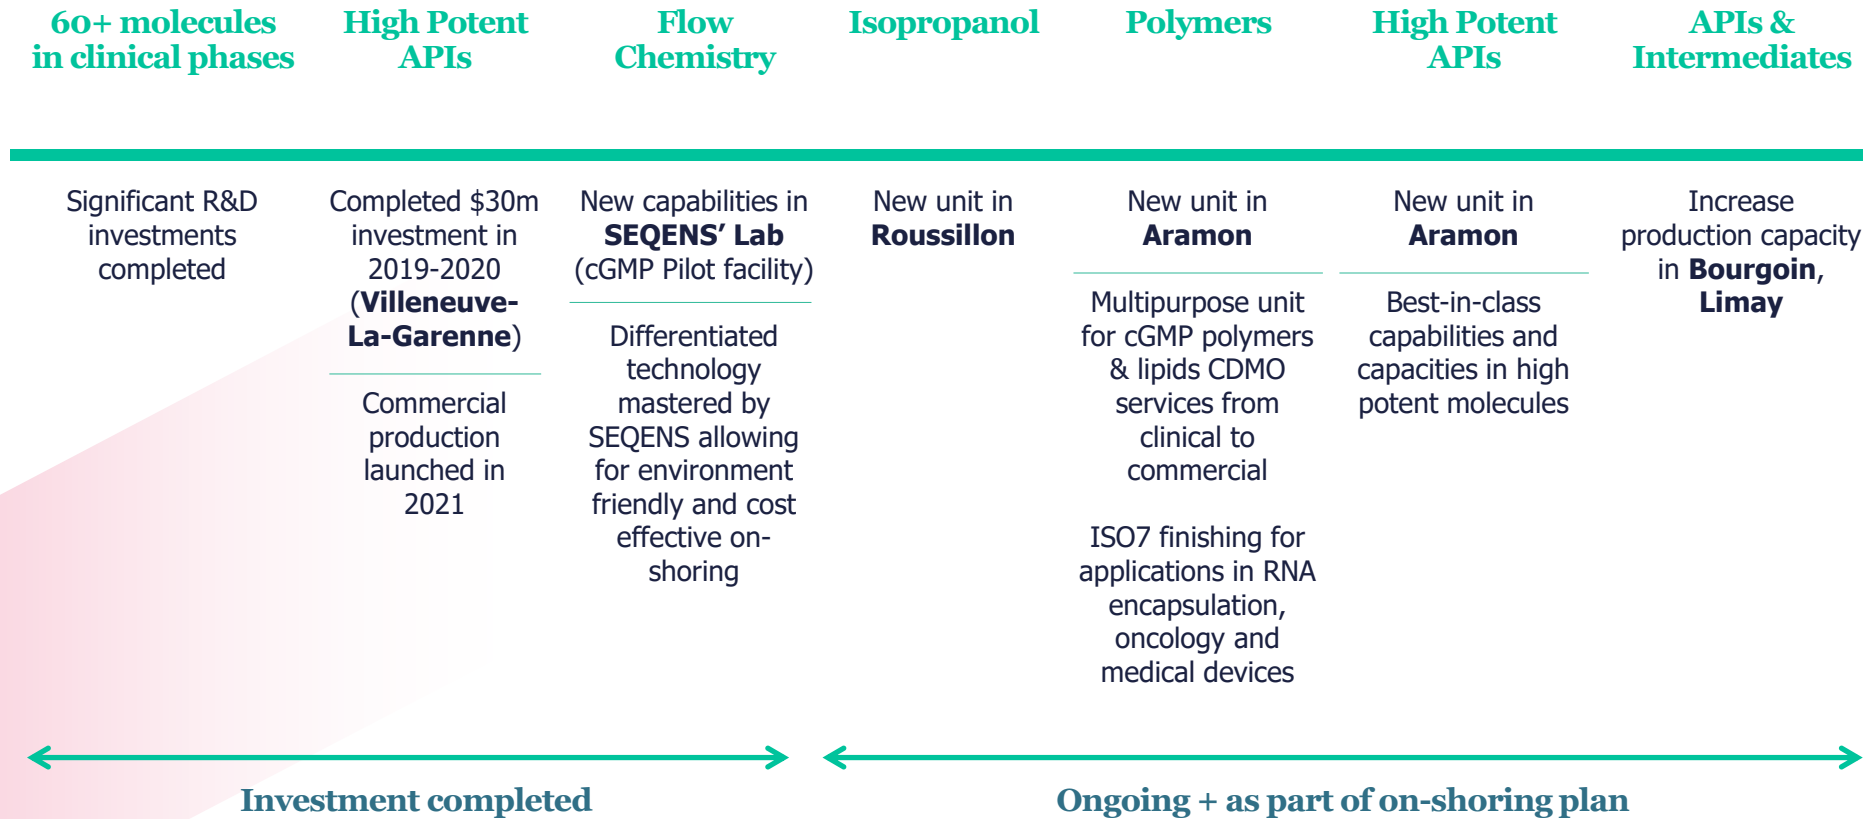 60+ molecules
in clinical phases
High Potent
APIs
Flow
Chemistry
Isopropanol
Polymers
High Potent
APIs
APIs &
Intermediates
Significant R&D
investments
completed
Completed $30m
investment in
2019-2020
(Villeneuve-
La-Garenne)
Commercial
production
launched in
2021
New capabilities in
SEQENS’ Lab
(cGMP Pilot facility)
Differentiated
technology
mastered by
SEQENS allowing
for environment
friendly and cost
effective on-
shoring
New unit in
Roussillon
New unit in
Aramon
Multipurpose unit
for cGMP polymers
& lipids CDMO
services from
clinical to
commercial
ISO7 finishing for
applications in RNA
encapsulation,
oncology and
medical devices
New unit in
Aramon
Best-in-class
capabilities and
capacities in high
potent molecules
Increase
production capacity
in Bourgoin,
Limay
Investment completed
Ongoing + as part of on-shoring plan